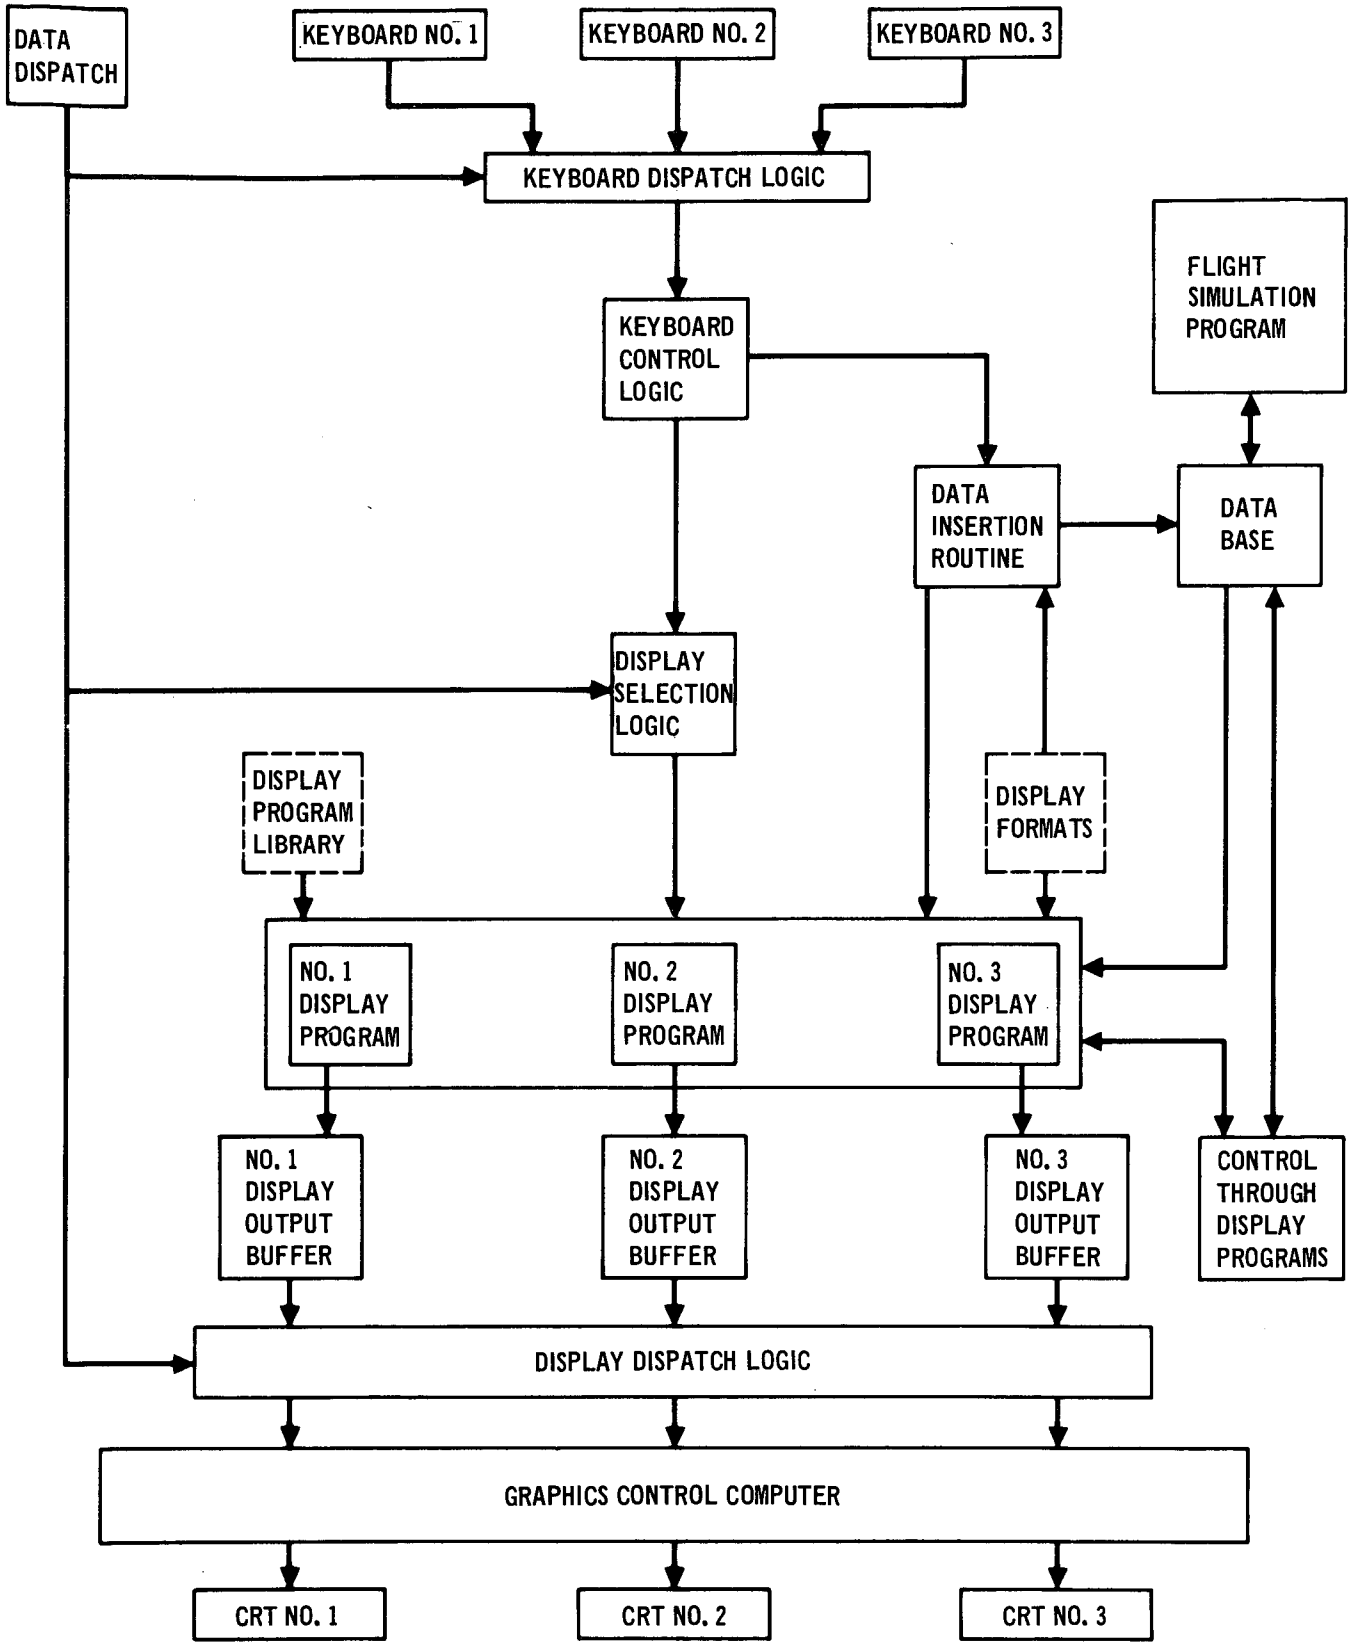 DATA
DISPATCH
KEYBOARD NO. 1
KEYBOARD NO. 2
KEYBOARD NO. 3
KEYBOARD DISPATCH LOGIC
KEYBOARD
CONTROL
LOGIC
FLIGHT
SIMULATION
PROGRAM
DATA
INSERTION
ROUTINE
DATA
BASE
DISPLAY
SELECTION
LOGIC
DISPLAY
PROGRAM
LIBRARY
DISPLAY
FORMATS
NO. 1
DISPLAY
PROGRAM
NO. 2
DISPLAY
PROGRAM
NO. 3
DISPLAY
PROGRAM
NO. 1
DISPLAY
OUTPUT
BUFFER
NO. 2
DISPLAY
OUTPUT
BUFFER
NO. 3
DISPLAY
OUTPUT
BUFFER
CONTROL
THROUGH
DISPLAY
PROGRAMS
DISPLAY DISPATCH LOGIC
GRAPHICS CONTROL COMPUTER
CRT NO. 1
CRT NO. 2
CRT NO. 3